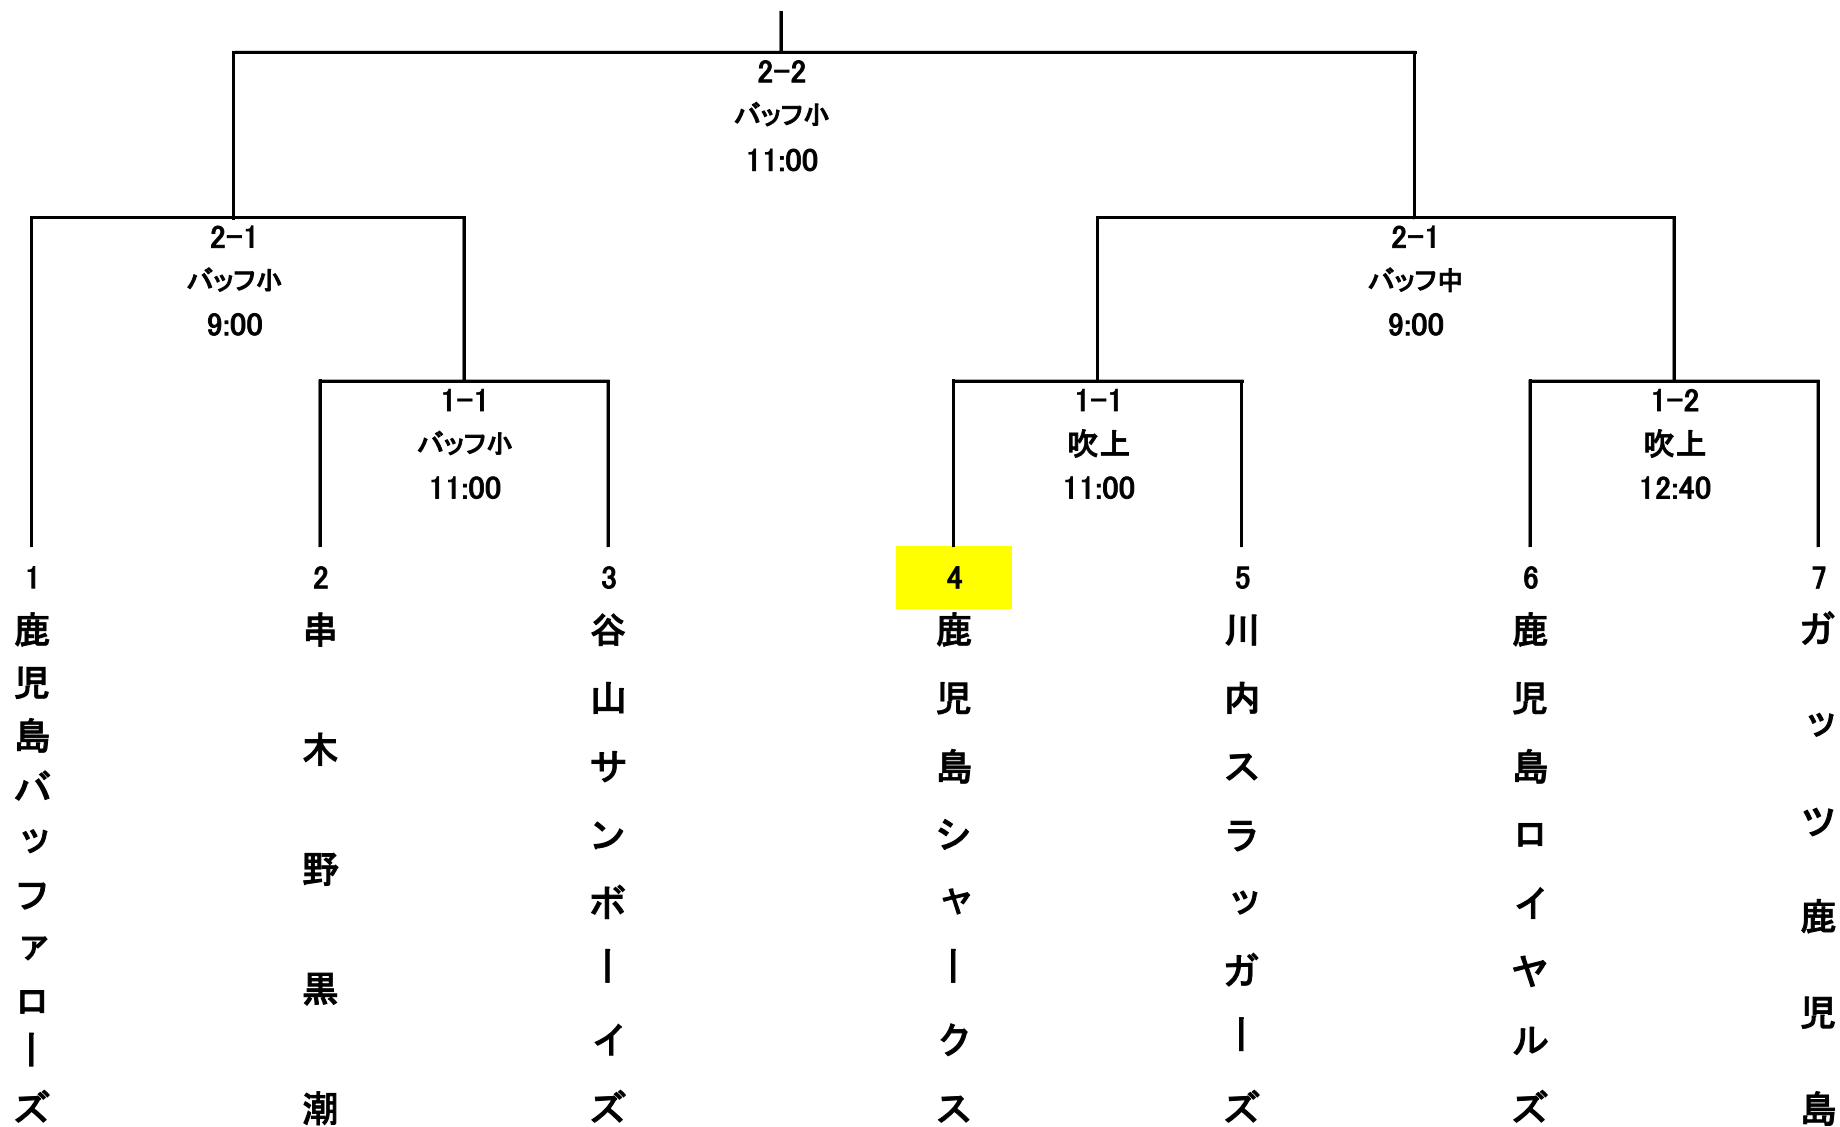 2-2
バッフ小
11:00
2-1
バッフ小
9:00
2-1
バッフ中
9:00
1-1
バッフ小
11:00
1-1
吹上
11:00
1-2
吹上
12:40
1
鹿児島バッファローズ
2
串木野黒潮
3
谷山サンボーイズ
4
鹿児島シャークス
5
川内スラッガーズ
6
鹿児島ロイヤルズ
7
ガッツ鹿児島